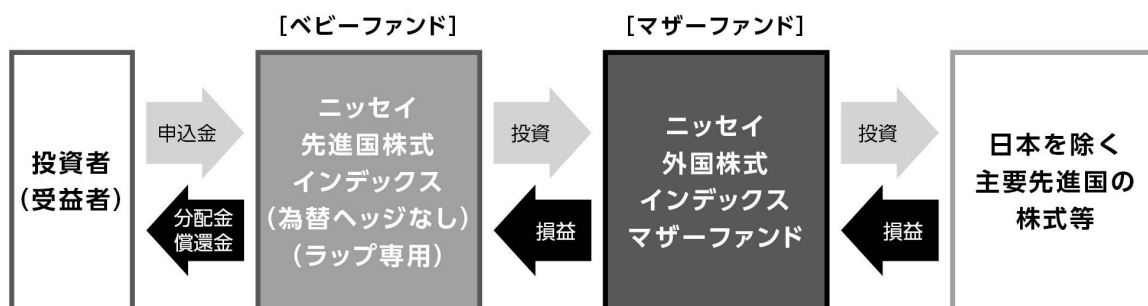 [ベビーファンド]
[マザーファンド]
投資者
(受益者)
申込金
分配金
償還金
ニッセイ
先進国株式
インデックス
(為替ヘッジなし)
(ラップ専用)
投資
損益
ニッセイ
外国株式
インデックス
マザーファンド
投資
損益
日本を除く
主要先進国の
株式等